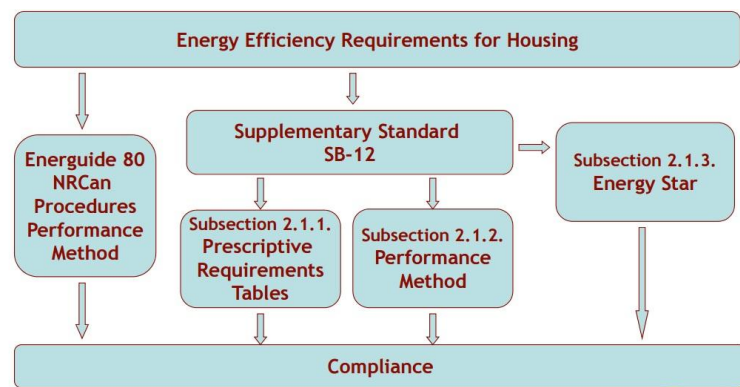 Energy Efficiency Requirements for Housing
Supplementary Standard
SB-12
Energuide 80
NRCan
Procedures
Performance
Method
Subsection 2.1.3.
Energy Star
Subsection 2.1.1.
Prescriptive
Requirements
Tables
Subsection 2.1.2.
Performance
Method
Compliance